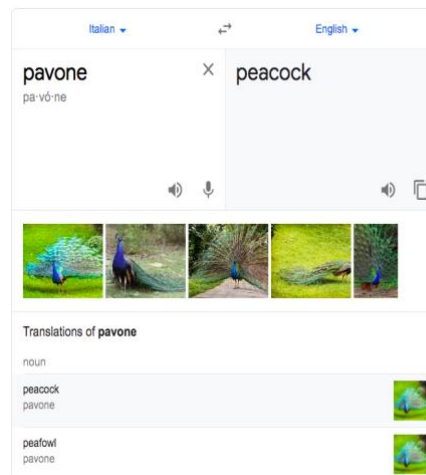 Italian English
pavone peacock
pa·vó·ne
Translations of pavone
noun
peacock
pavone
peafowl
pavone